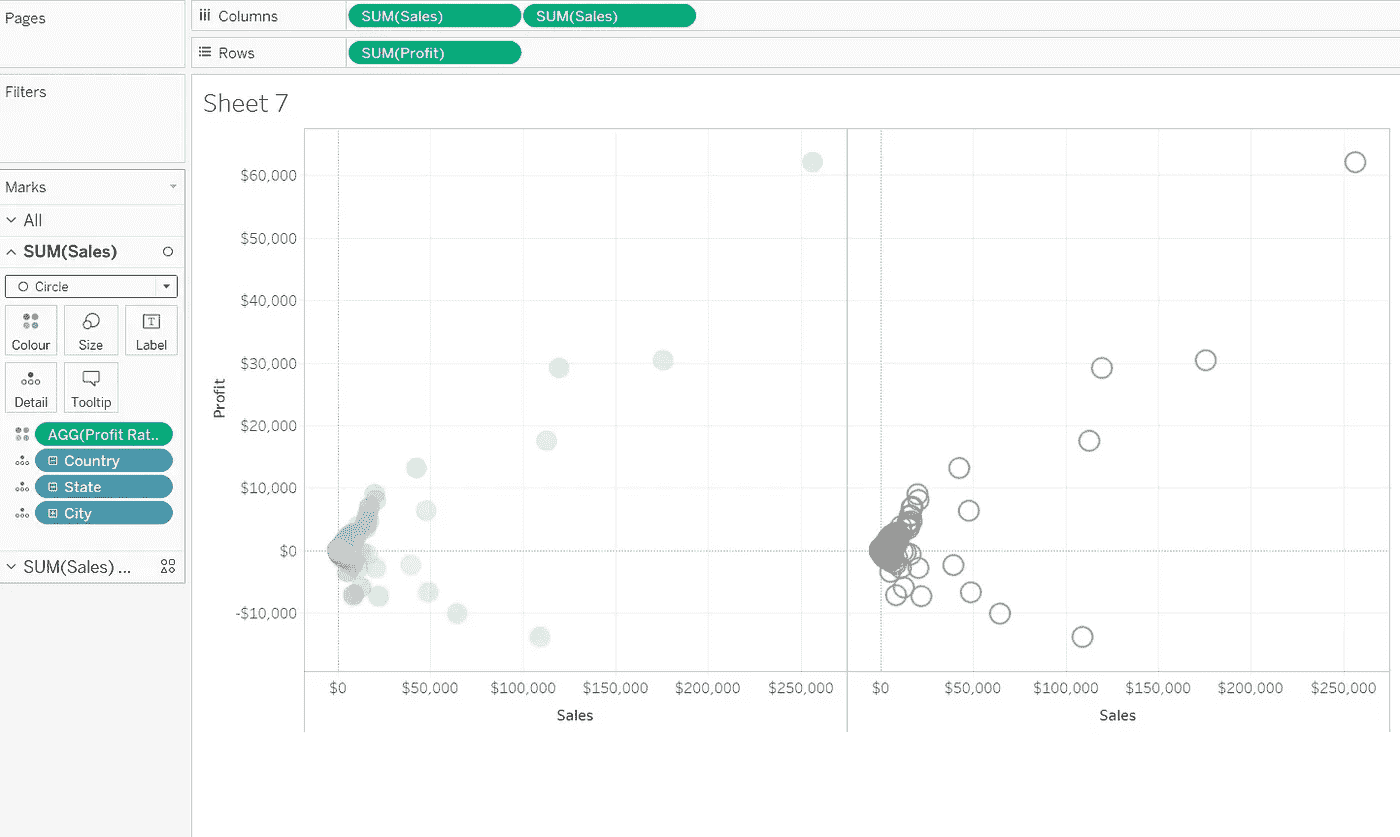 Pages
Columns SUM(Sales) SUM(Sales)
Rows SUM(Profit)
Filters
Marks
All
SUM(Sales)
Circle
Colour Size Label
Detail Tooltip
AGG(Profit Rat..
Country
State
City
SUM(Sales) ...
Sheet 7
Profit
$60,000
$50,000
$40,000
$30,000
$20,000
$10,000
$0
-$10,000
$0 $50,000 $100,000 $150,000 $200,000 $250,000 $0 $50,000 $100,000 $150,000 $200,000 $250,000
Sales Sales